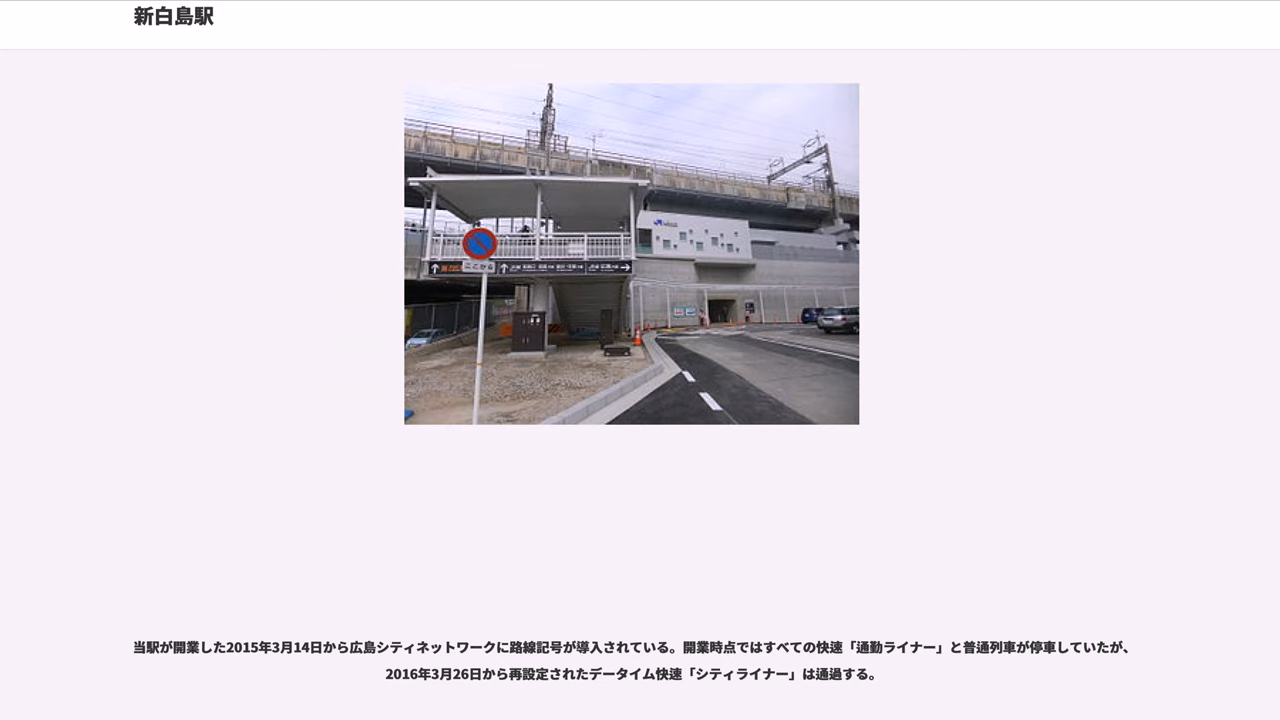 新白島駅
ここから
当駅が開業した2015年3月14日から広島シティネットワークに路線記号が導入されている。開業時点ではすべての快速「通勤ライナー」と普通列車が停車していたが、
2016年3月26日から再設定されたデータイム快速「シティライナー」は通過する。